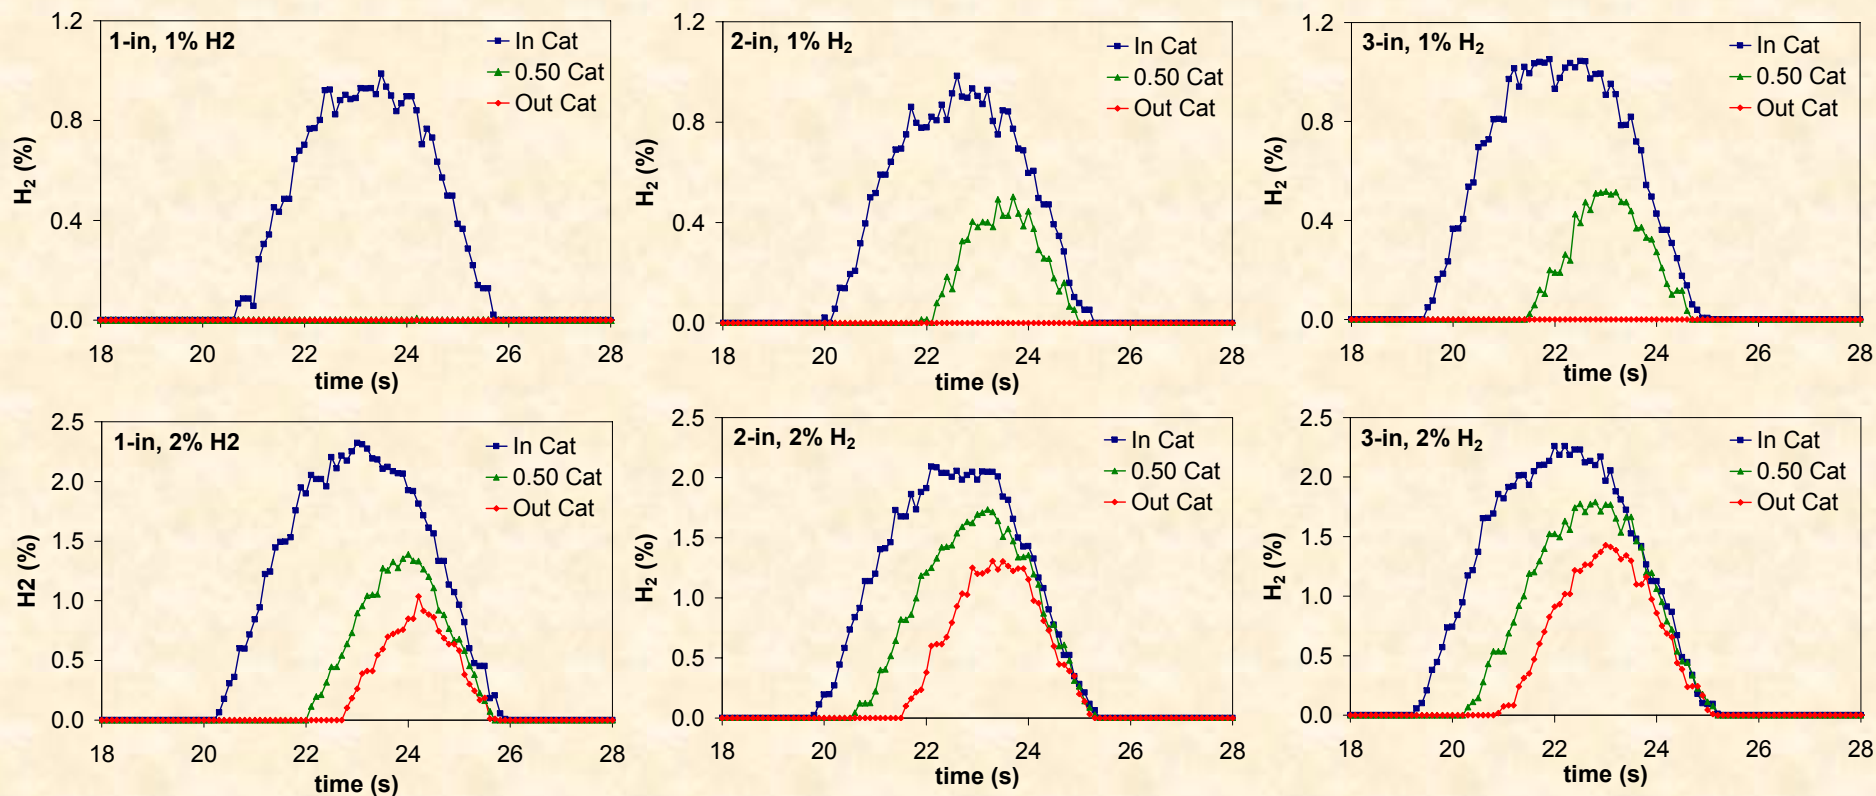 1-in, 1% H2
In Cat
0.50 Cat
Out Cat
H₂ (%)
1.2
0.8
0.4
0.0
18 20 22 24 26 28
time (s)
2-in, 1% H₂
In Cat
0.50 Cat
Out Cat
H₂ (%)
1.2
0.8
0.4
0.0
18 20 22 24 26 28
time (s)
3-in, 1% H₂
In Cat
0.50 Cat
Out Cat
H₂ (%)
1.2
0.8
0.4
0.0
18 20 22 24 26 28
time (s)
1-in, 2% H2
In Cat
0.50 Cat
Out Cat
H2 (%)
2.5
2.0
1.5
1.0
0.5
0.0
18 20 22 24 26 28
time (s)
2-in, 2% H₂
In Cat
0.50 Cat
Out Cat
H₂ (%)
2.5
2.0
1.5
1.0
0.5
0.0
18 20 22 24 26 28
time (s)
3-in, 2% H₂
In Cat
0.50 Cat
Out Cat
H₂ (%)
2.5
2.0
1.5
1.0
0.5
0.0
18 20 22 24 26 28
time (s)